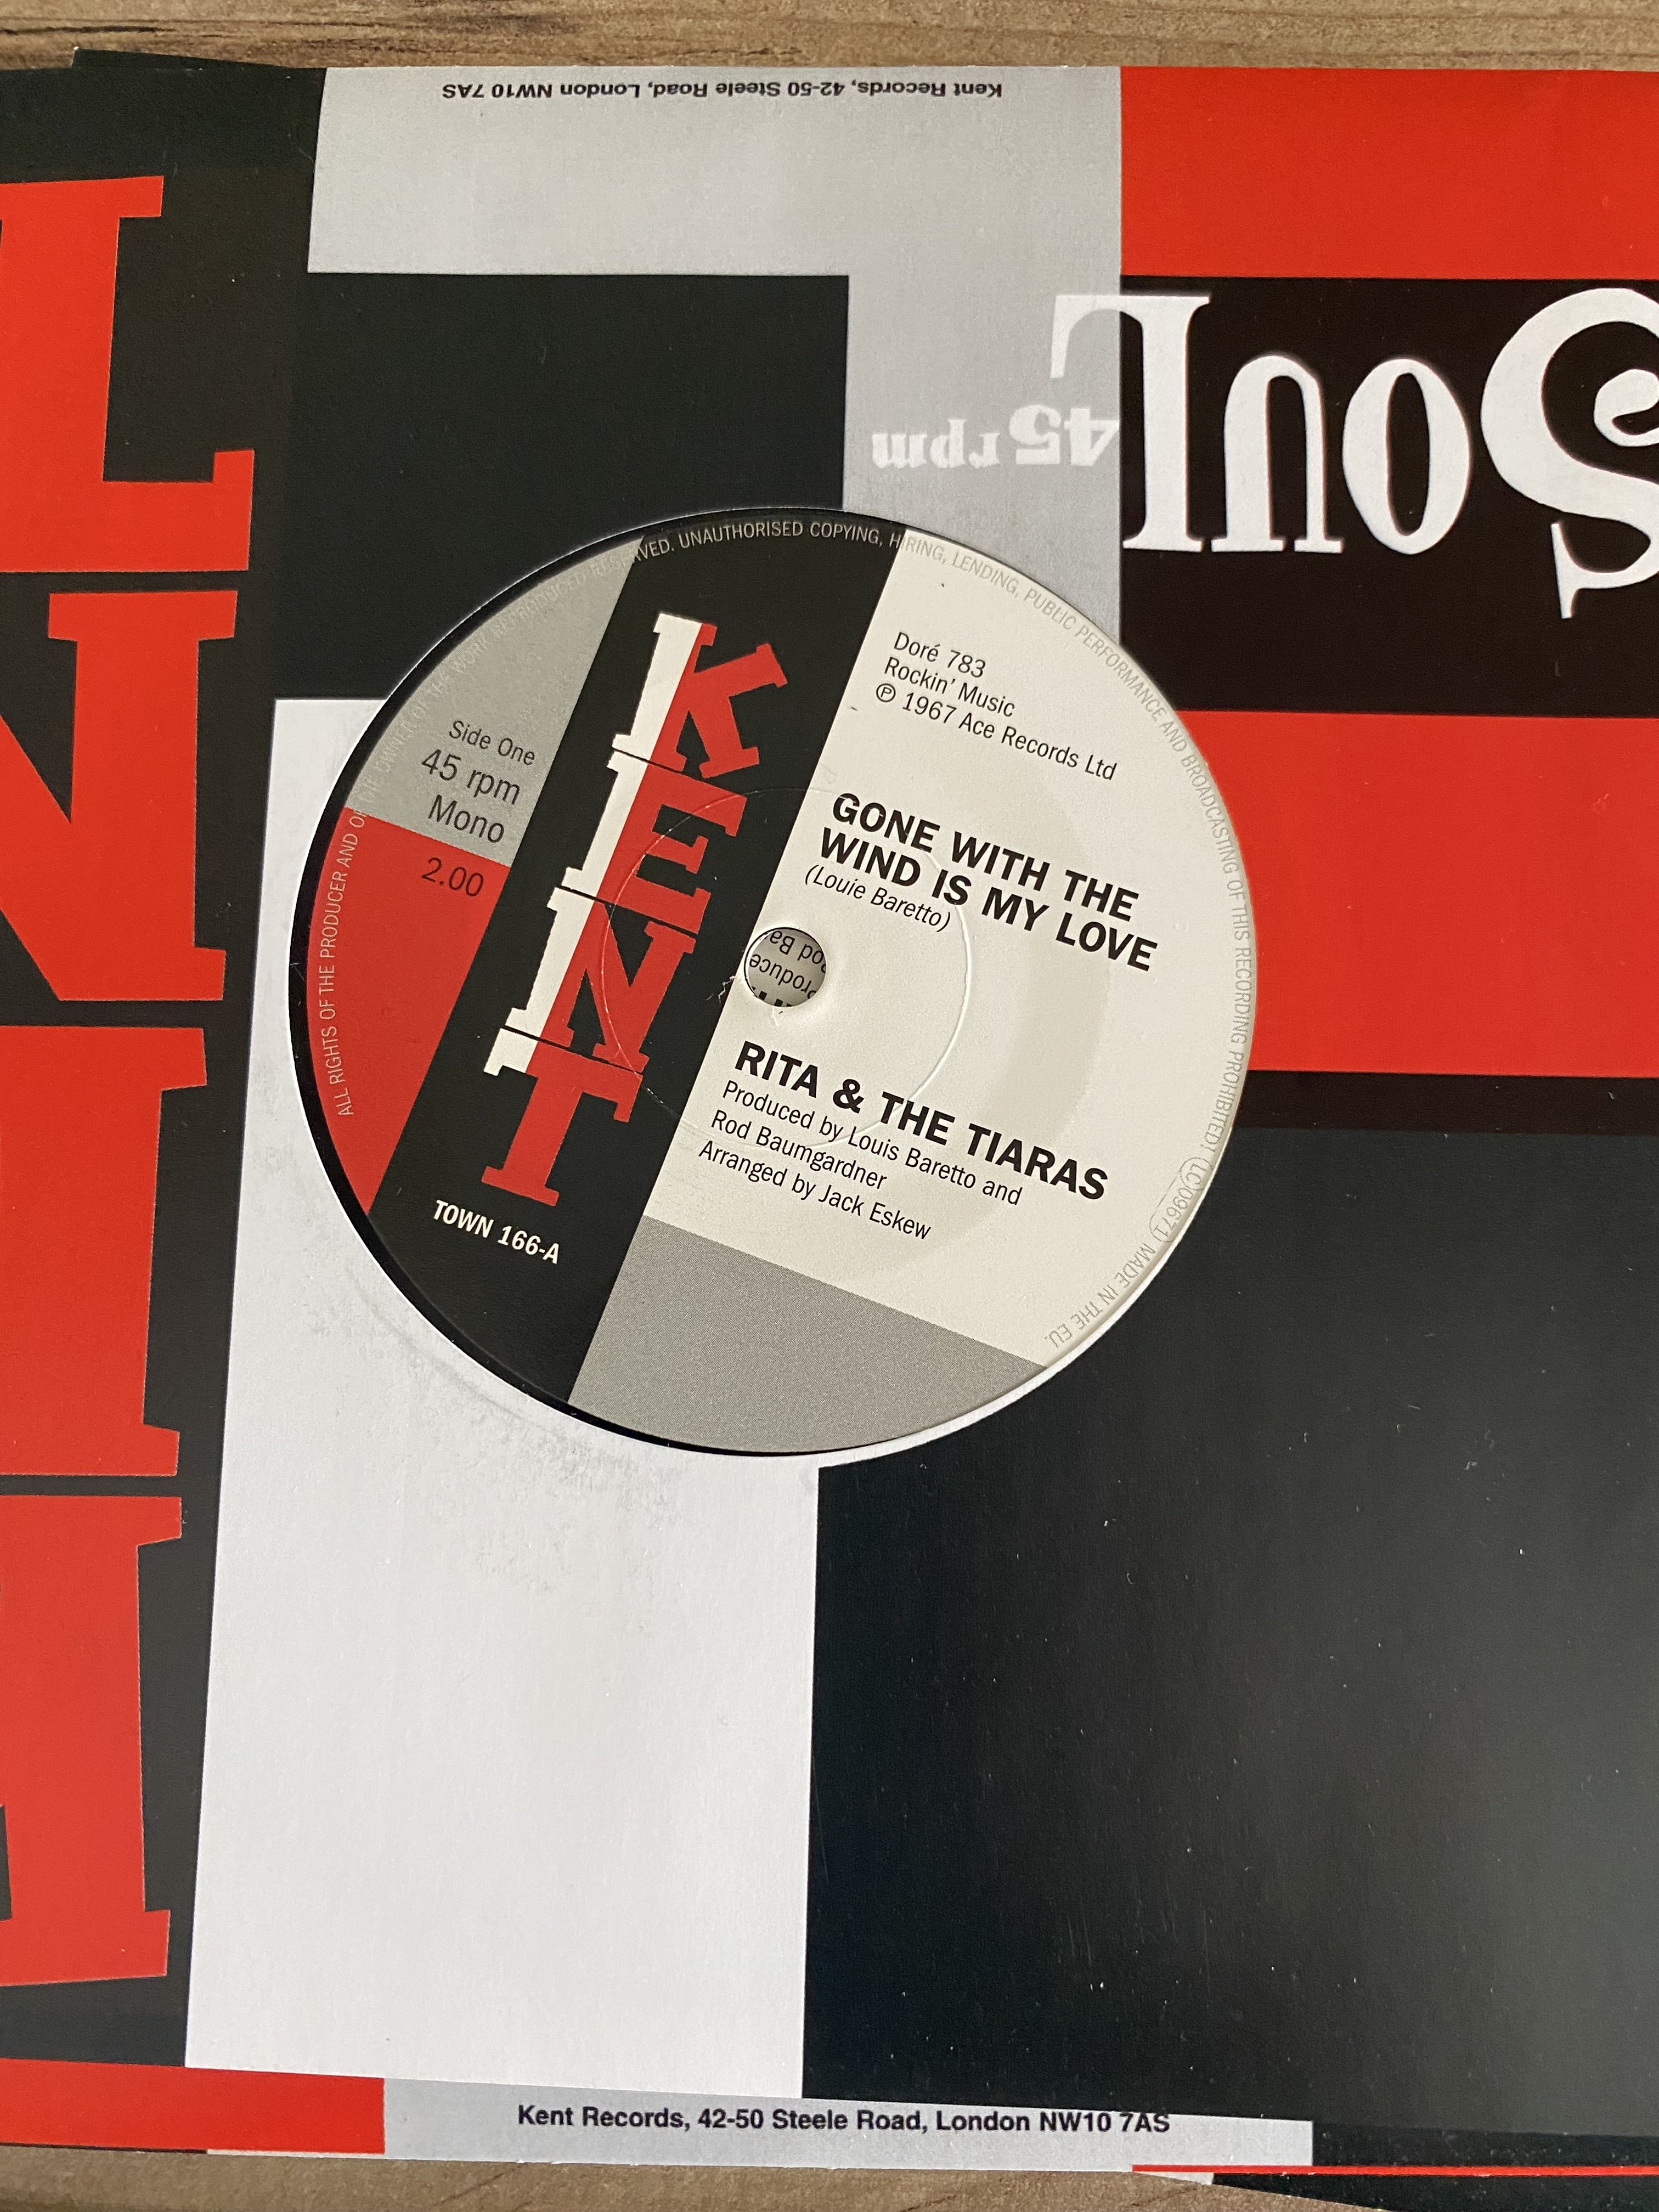 Kent Records, 42-50 Steele Road, London NW10 7AS
SOUL
45 rpm
Doré 783
Rockin' Music
℗ 1967 Ace Records Ltd
Side One
45 rpm
Mono
2.00
KENT
GONE WITH THE
WIND IS MY LOVE
(Louie Baretto)
RITA & THE TIARAS
Produced by Louis Baretto and
Rod Baumgardner
Arranged by Jack Eskew
TOWN 166-A
ALL RIGHTS OF THE PRODUCER AND OF THE OWNER OF THE WORK REPRODUCED RESERVED. UNAUTHORISED COPYING, HIRING, LENDING, PUBLIC PERFORMANCE AND BROADCASTING OF THIS RECORDING PROHIBITED! (LC 09671) MADE IN THE EU.
Kent Records, 42-50 Steele Road, London NW10 7AS